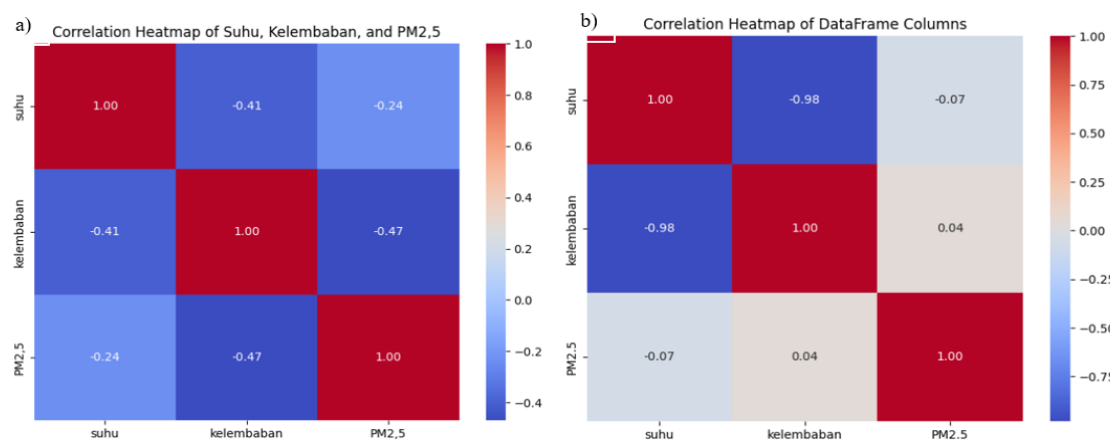 a)
Correlation Heatmap of Suhu, Kelembaban, and PM2,5
suhu
kelembaban
PM2,5
1.00 -0.41 -0.24
-0.41 1.00 -0.47
-0.24 -0.47 1.00
suhu kelembaban PM2,5
1.0
0.8
0.6
0.4
0.2
0.0
-0.2
-0.4
b)
Correlation Heatmap of DataFrame Columns
suhu
kelembaban
PM2.5
1.00 -0.98 -0.07
-0.98 1.00 0.04
-0.07 0.04 1.00
suhu kelembaban PM2.5
1.00
0.75
0.50
0.25
0.00
-0.25
-0.50
-0.75